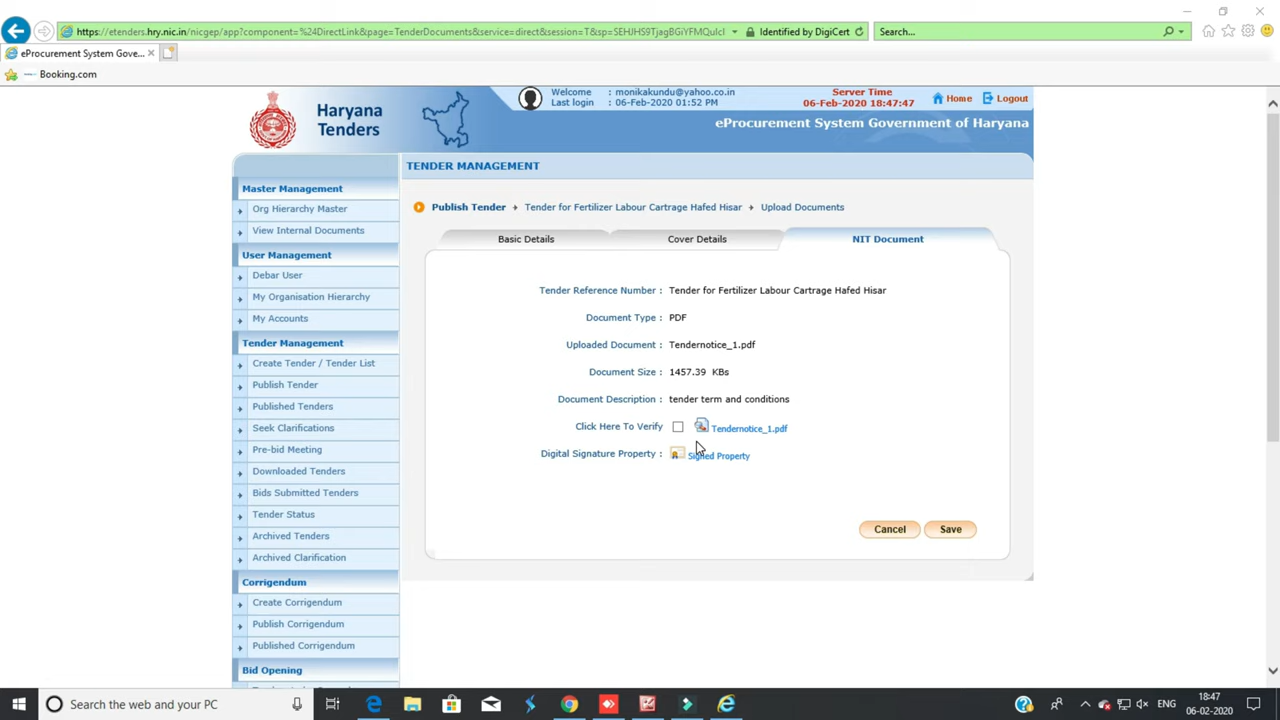 https://etenders.hry.nic.in/nicgep/app?component=%24DirectLink&page=TenderDocuments&service=direct&session=T&sp=
Identified by DigiCert
Search...
eProcurement System Gove...
Booking.com
Haryana
Tenders
Welcome : monikakundu@yahoo.co.in
Last login : 06-Feb-2020 01:52 PM
Server Time
06-Feb-2020 18:47:47
Home
Logout
eProcurement System Government of Haryana
TENDER MANAGEMENT
Master Management
Org Hierarchy Master
View Internal Documents
User Management
Debar User
My Organisation Hierarchy
My Accounts
Tender Management
Create Tender / Tender List
Publish Tender
Published Tenders
Seek Clarifications
Pre-bid Meeting
Downloaded Tenders
Bids Submitted Tenders
Tender Status
Archived Tenders
Archived Clarification
Corrigendum
Create Corrigendum
Publish Corrigendum
Published Corrigendum
Bid Opening
Publish Tender
Tender for Fertilizer Labour Cartrage Hafed Hisar
Upload Documents
Basic Details
Cover Details
NIT Document
Tender Reference Number : Tender for Fertilizer Labour Cartrage Hafed Hisar
Document Type : PDF
Uploaded Document : Tendernotice_1.pdf
Document Size : 1457.39 KBs
Document Description : tender term and conditions
Click Here To Verify : Tendernotice_1.pdf
Digital Signature Property : Signed Property
Cancel
Save
Search the web and your PC
ENG
18:47
06-02-2020